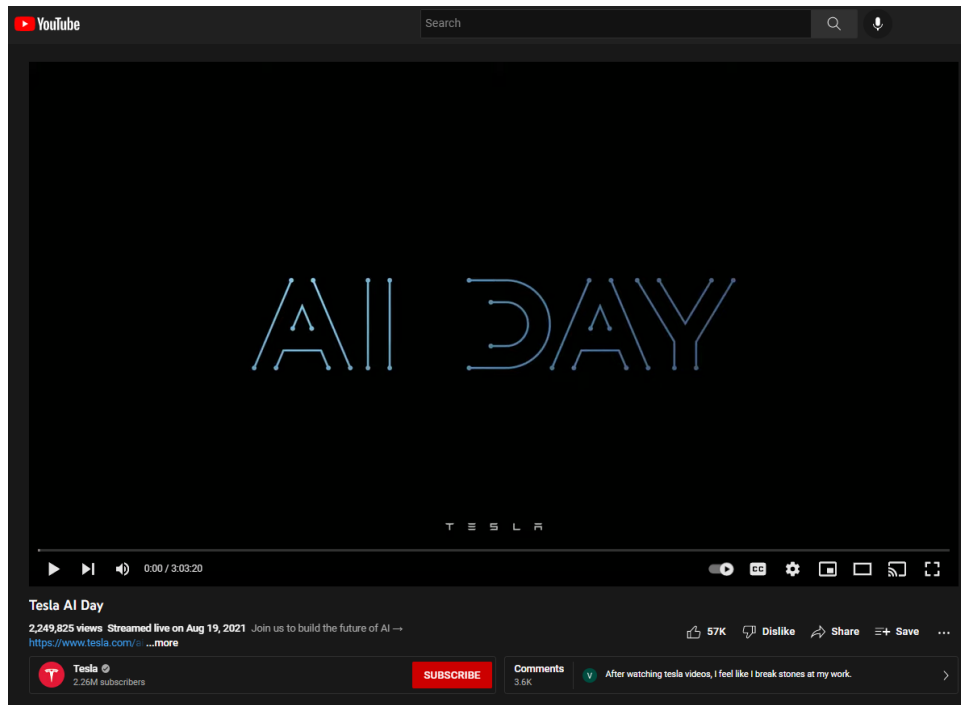 YouTube
Search
AI DAY
TESLA
0:00 / 3:03:20
CC
Tesla AI Day
2,249,825 views Streamed live on Aug 19, 2021 Join us to build the future of AI →
https://www.tesla.com/a ...more
57K Dislike Share Save ...
Tesla
2.26M subscribers
SUBSCRIBE
Comments
3.6K
V
After watching tesla videos, I feel like I break stones at my work.